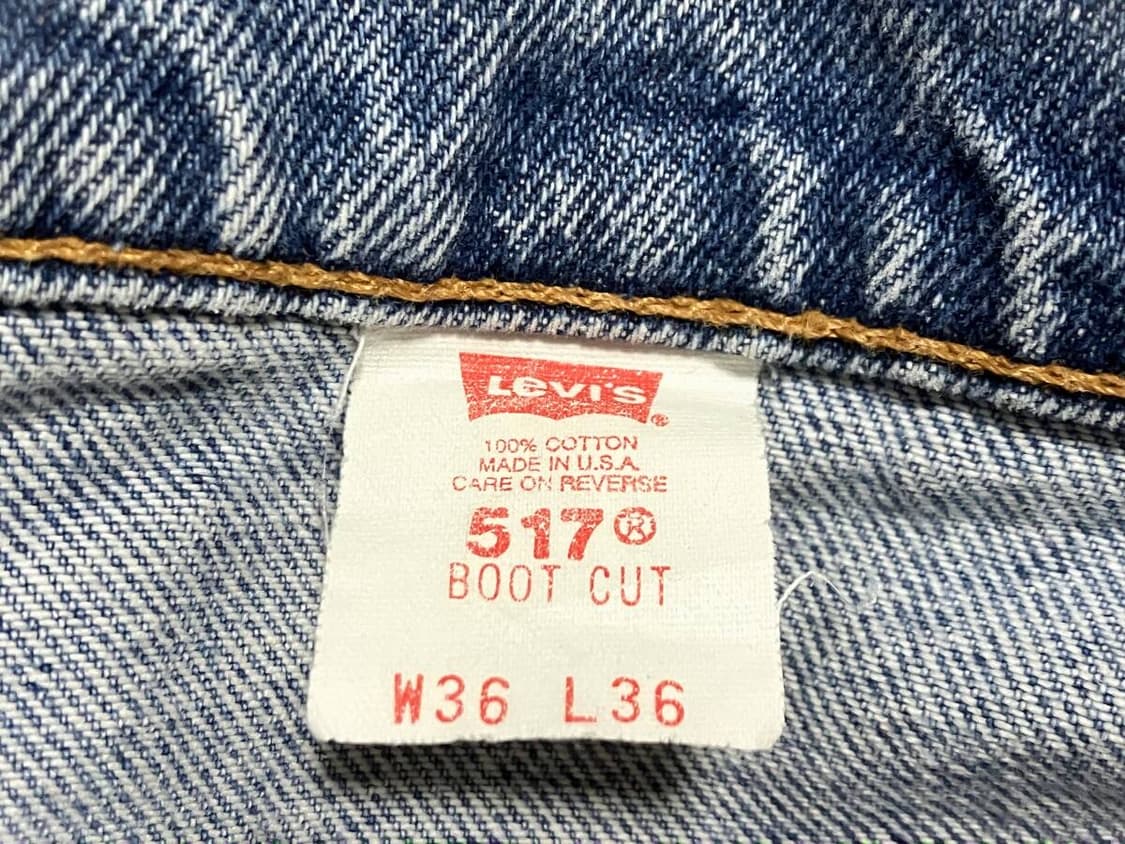 LEVI'S ®
100% COTTON
MADE IN U.S.A.
CARE ON REVERSE
517®
BOOT CUT
W36 L36